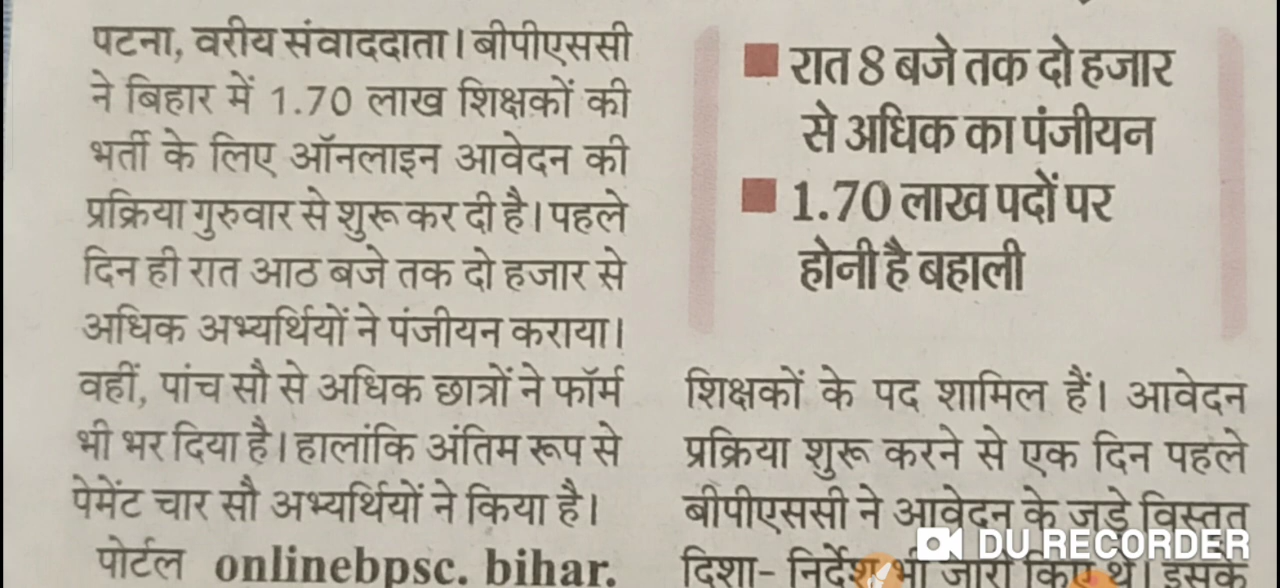 पटना, वरीय संवाददाता। बीपीएससी
ने बिहार में 1.70 लाख शिक्षकों की
भर्ती के लिए ऑनलाइन आवेदन की
प्रक्रिया गुरुवार से शुरू कर दी है। पहले
दिन ही रात आठ बजे तक दो हजार से
अधिक अभ्यर्थियों ने पंजीयन कराया।
वहीं, पांच सौ से अधिक छात्रों ने फॉर्म
भी भर दिया है। हालांकि अंतिम रूप से
पेमेंट चार सौ अभ्यर्थियों ने किया है।
पोर्टल onlinebpsc. bihar.
■ रात 8 बजे तक दो हजार
से अधिक का पंजीयन
■ 1.70 लाख पदों पर
होनी है बहाली
शिक्षकों के पद शामिल हैं। आवेदन
प्रक्रिया शुरू करने से एक दिन पहले
बीपीएससी ने आवेदन के जुड़े विस्तृत
दिशा- निर्देश भी जारी किए थे। इसके
DU RECORDER